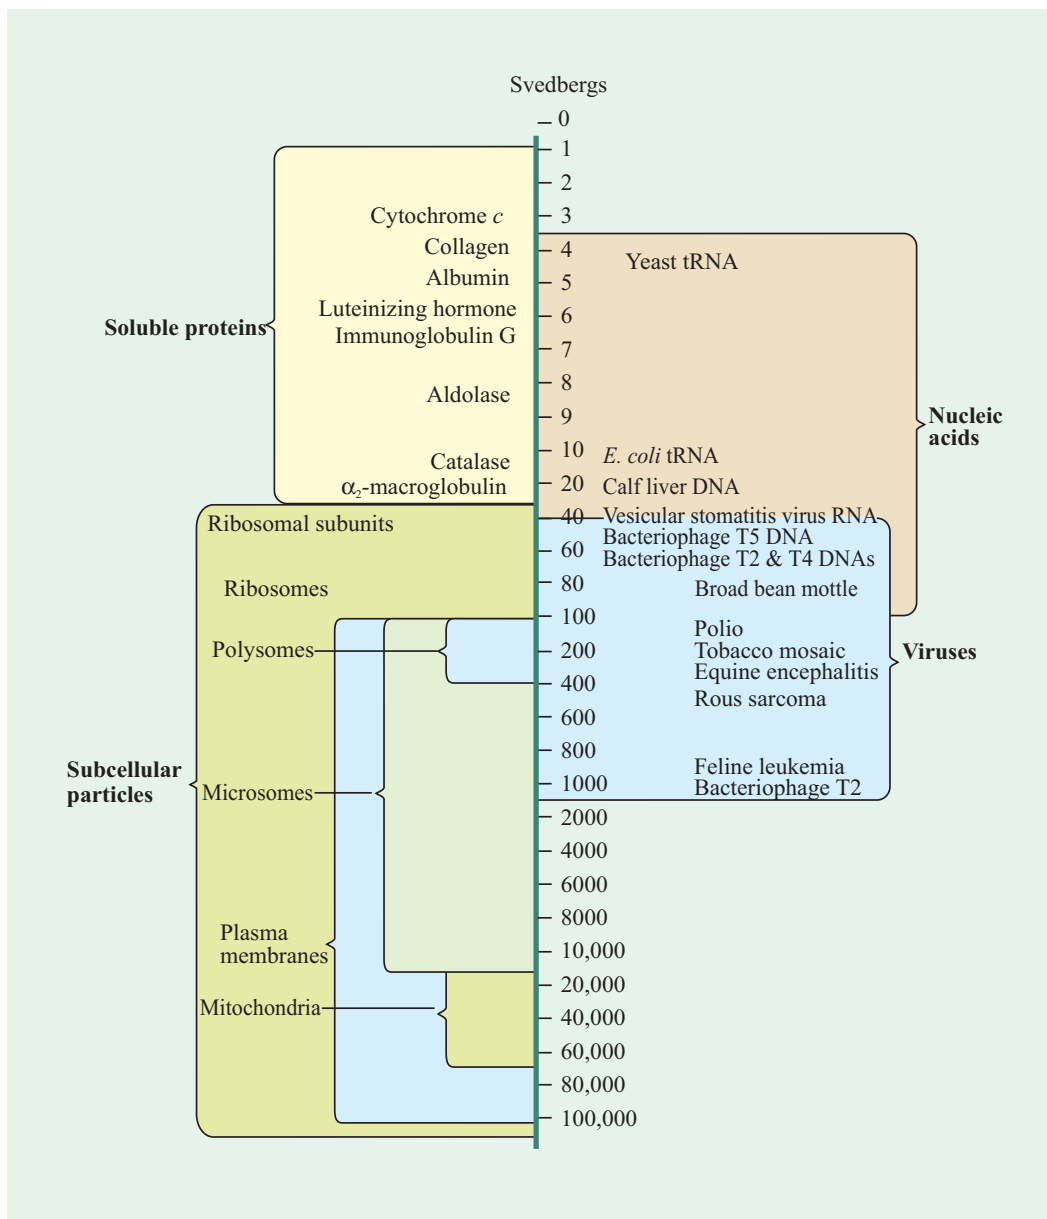 Svedbergs
0
1
2
Cytochrome c
3
Collagen
4
Yeast tRNA
Albumin
5
Luteinizing hormone
6
Soluble proteins
Immunoglobulin G
7
8
Aldolase
9
Nucleic
acids
10
E. coli tRNA
Catalase
20
α2-macroglobulin
Calf liver DNA
40
Vesicular stomatitis virus RNA
Ribosomal subunits
Bacteriophage T5 DNA
60
Bacteriophage T2 & T4 DNAs
80
Ribosomes
Broad bean mottle
100
Polio
Polysomes
200
Tobacco mosaic
Viruses
Equine encephalitis
400
Rous sarcoma
600
800
Subcellular
particles
Feline leukemia
1000
Bacteriophage T2
Microsomes
2000
4000
6000
8000
Plasma
membranes
10,000
20,000
Mitochondria
40,000
60,000
80,000
100,000